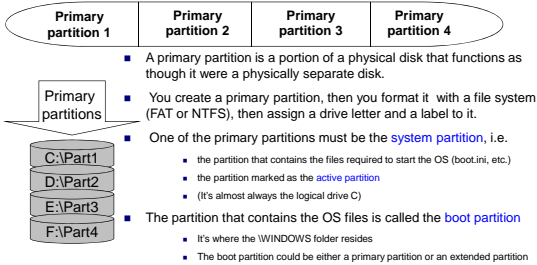 Primary Primary Primary Primary
partition 1 partition 2 partition 3 partition 4
A primary partition is a portion of a physical disk that functions as
though it were a physically separate disk.
Primary
partitions
You create a primary partition, then you format it with a file system
(FAT or NTFS), then assign a drive letter and a label to it.
One of the primary partitions must be the system partition, i.e.
the partition that contains the files required to start the OS (boot.ini, etc.)
the partition marked as the active partition
(It's almost always the logical drive C)
C:\Part1
D:\Part2
E:\Part3
F:\Part4
The partition that contains the OS files is called the boot partition
It's where the \WINDOWS folder resides
The boot partition could be either a primary partition or an extended partition